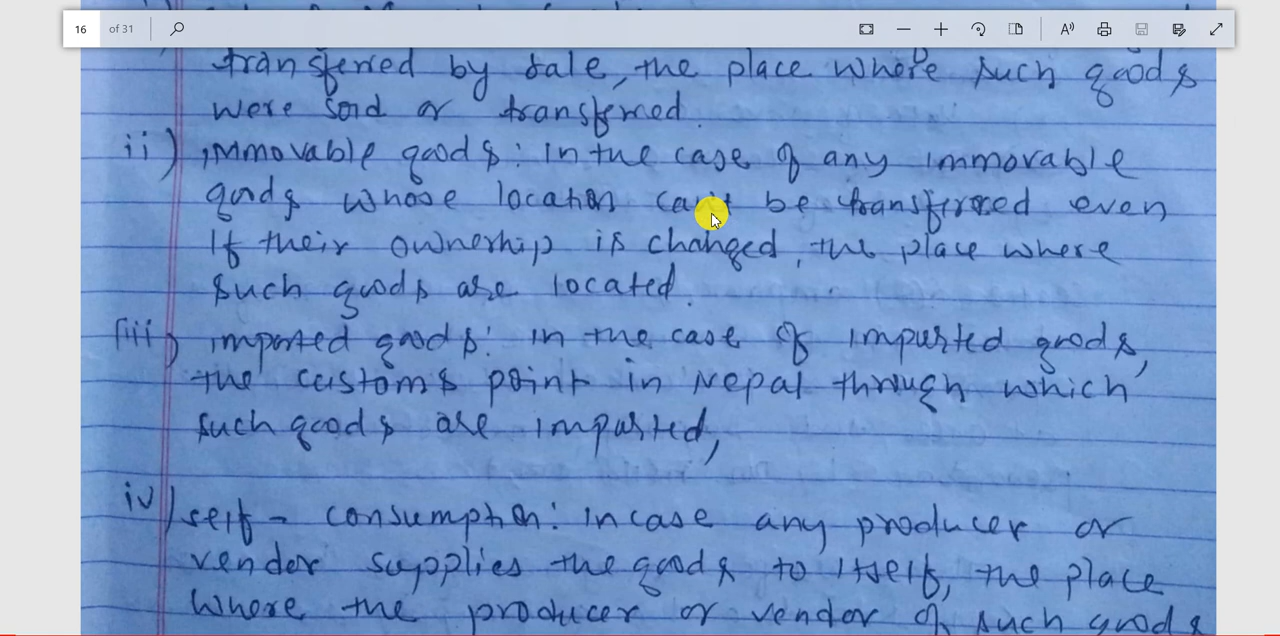 16 of 31
transferred by sale, the place where such goods
were sold or transferred.
ii) immovable goods: in the case of any immovable
goods whose location can't be transferred even
If their ownership is changed, the place where
such goods are located.
iii) imported goods: in the case of imported goods,
the customs point in Nepal through which
such goods are imported,
iv) self - consumption: incase any producer or
vender supplies the goods to itself, the place
where the producer or vendor of such goods